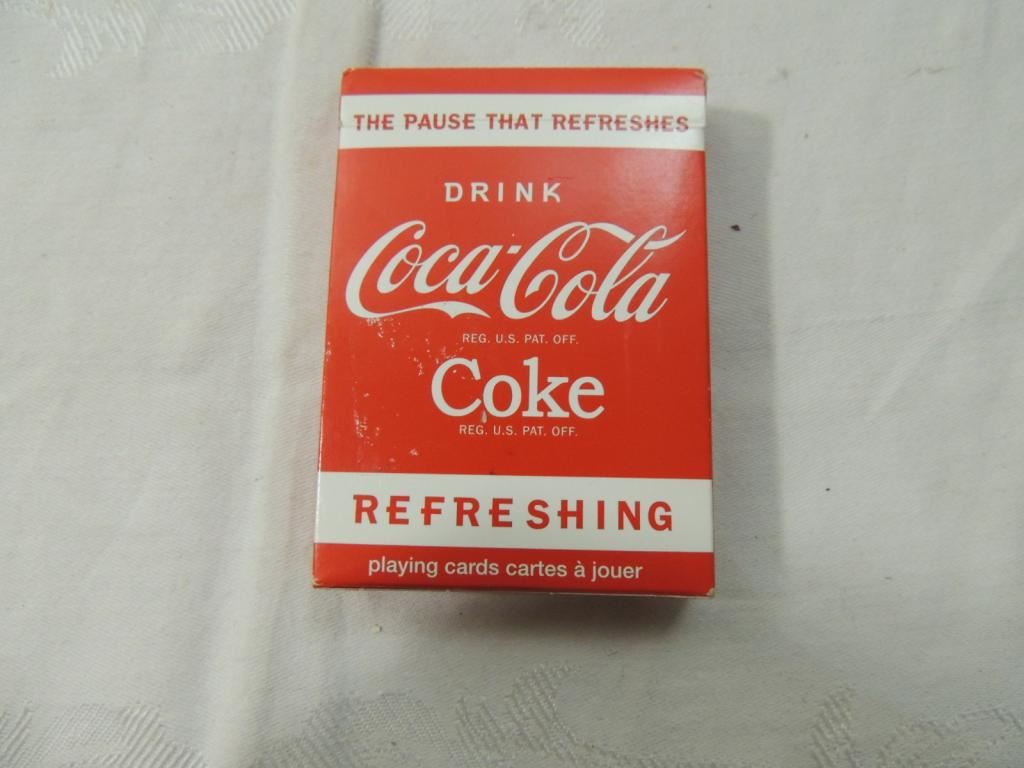 THE PAUSE THAT REFRESHES
DRINK
Coca-Cola
REG. U.S. PAT. OFF.
Coke
REG. U.S. PAT. OFF.
REFRESHING
playing cards cartes à jouer